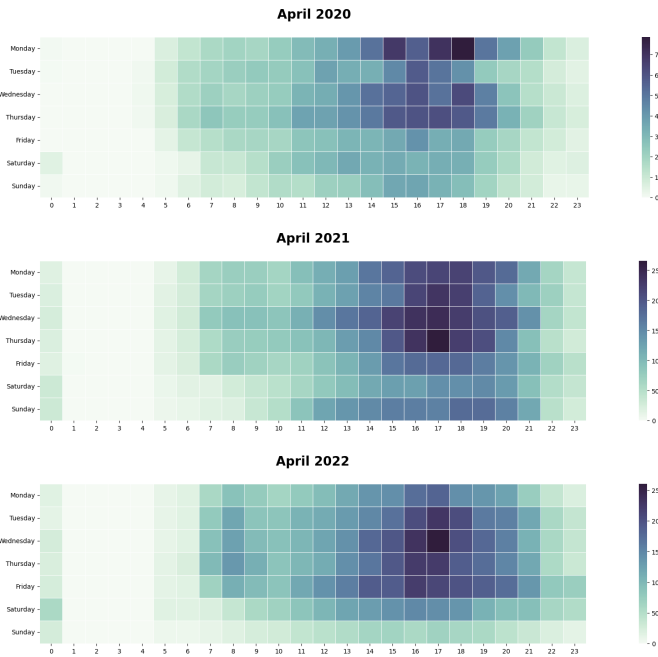 April 2020
Monday
Tuesday
Wednesday
Thursday
Friday
Saturday
Sunday
0 1 2 3 4 5 6 7 8 9 10 11 12 13 14 15 16 17 18 19 20 21 22 23
April 2021
Monday
Tuesday
Wednesday
Thursday
Friday
Saturday
Sunday
0 1 2 3 4 5 6 7 8 9 10 11 12 13 14 15 16 17 18 19 20 21 22 23
April 2022
Monday
Tuesday
Wednesday
Thursday
Friday
Saturday
Sunday
0 1 2 3 4 5 6 7 8 9 10 11 12 13 14 15 16 17 18 19 20 21 22 23